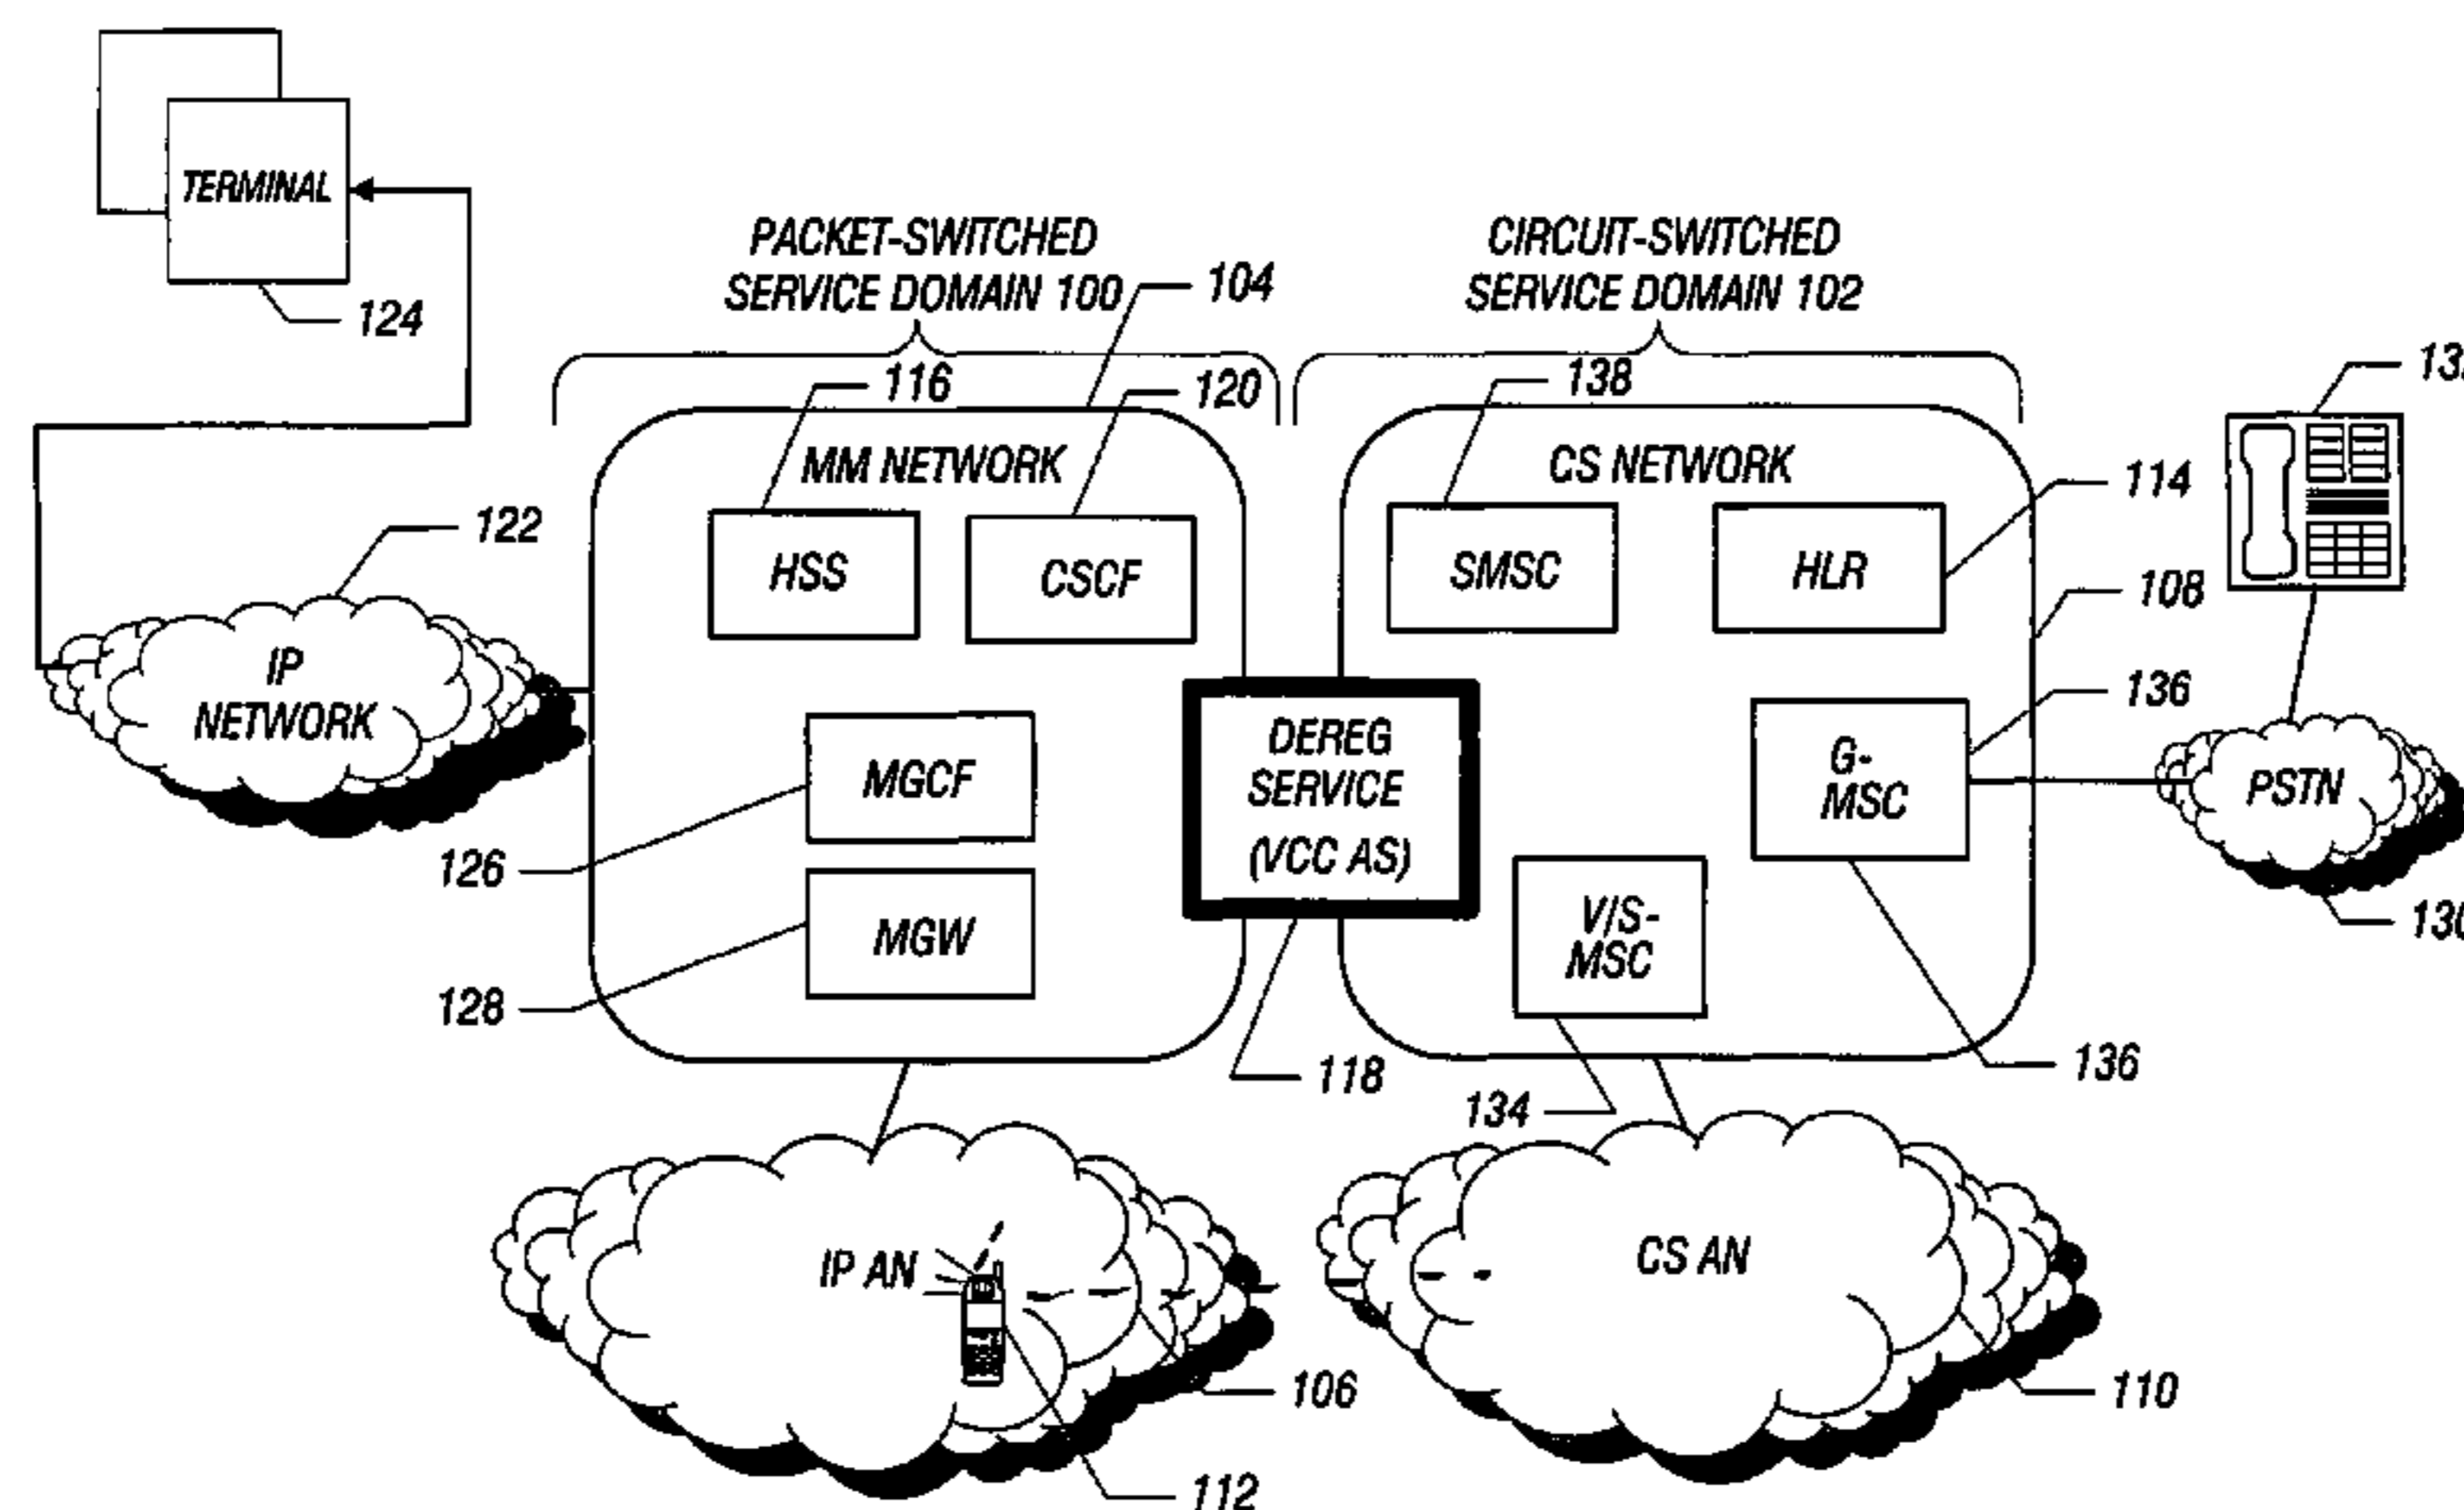 TERMINAL
124
PACKET-SWITCHED
SERVICE DOMAIN 100
104
CIRCUIT-SWITCHED
SERVICE DOMAIN 102
116
120
138
MM NETWORK
CS NETWORK
114
122
HSS
CSCF
SMSC
HLR
108
IP
NETWORK
136
MGCF
DEREG
SERVICE
(VCC AS)
G-
MSC
PSTN
126
MGW
V/S-
MSC
128
118
134
136
IP AN
CS AN
106
110
112